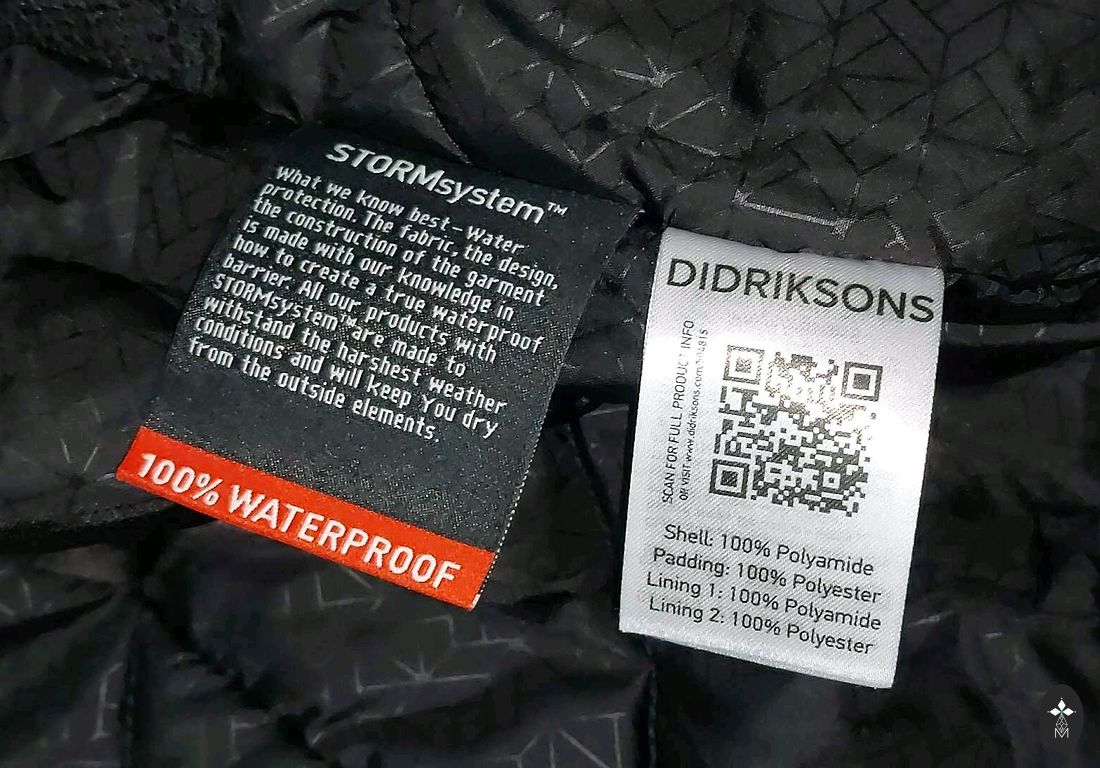 STORMsystem™
What we know best – Water
protection. The fabric, the design,
the construction of the garment
is made with our knowledge in
how to create a true waterproof
barrier. All our products with
STORMsystem™ are made to
withstand the harshest weather
conditions and will keep You dry
from the outside elements.
100% WATERPROOF
DIDRIKSONS
SCAN FOR FULL PRODUCT INFO
or visit www.didriksons.com/
Shell: 100% Polyamide
Padding: 100% Polyester
Lining 1: 100% Polyamide
Lining 2: 100% Polyester
M